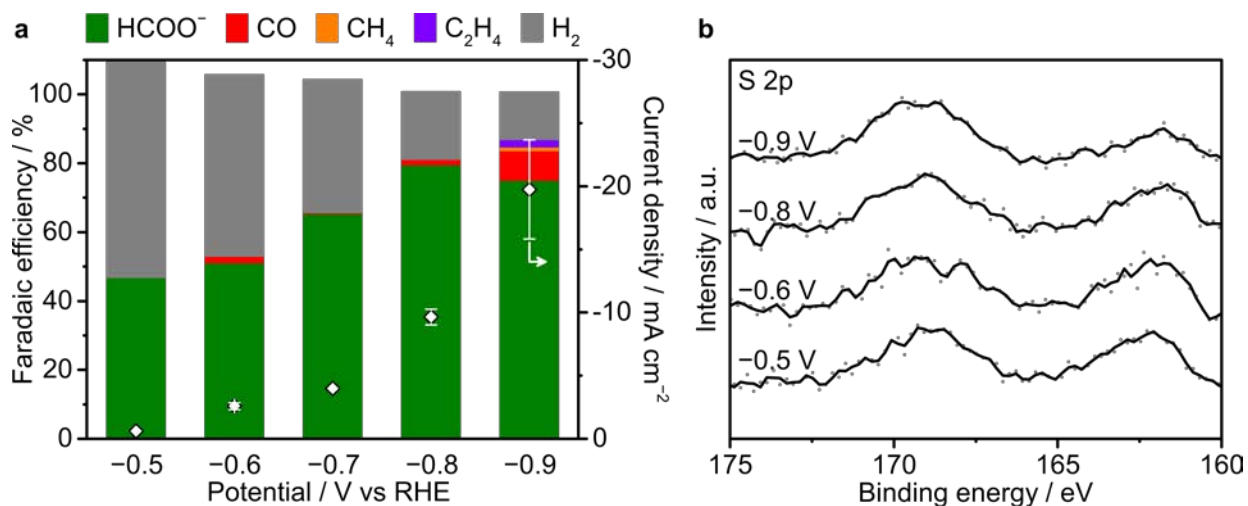 a
HCOO⁻ CO CH₄ C₂H₄ H₂
Faradaic efficiency / %
100
80
60
40
20
0
−0.5 −0.6 −0.7 −0.8 −0.9
Potential / V vs RHE
-30
-20
-10
0
Current density / mA cm⁻²
b
S 2p
−0.9 V
−0.8 V
−0.6 V
−0.5 V
Intensity / a.u.
175 170 165 160
Binding energy / eV